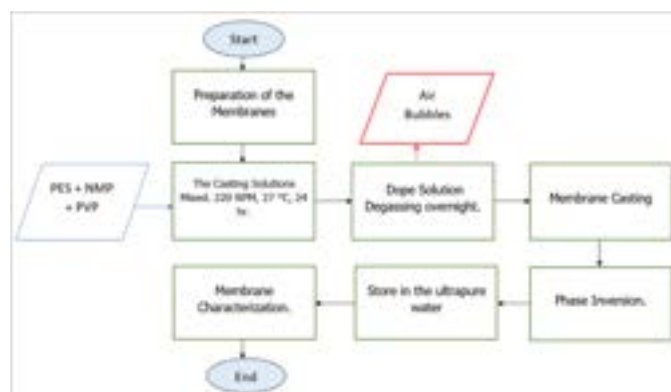 Start
Preparation of the
Membranes
Air
Bubbles
PES + NMP
+ PVP
The Casting Solutions
Mixed, 220 RPM, 37 °C, 24
hr.
Dope Solution
Degassing overnight.
Membrane Casting
Phase Inversion.
Store in the ultrapure
water
Membrane
Characterization.
End